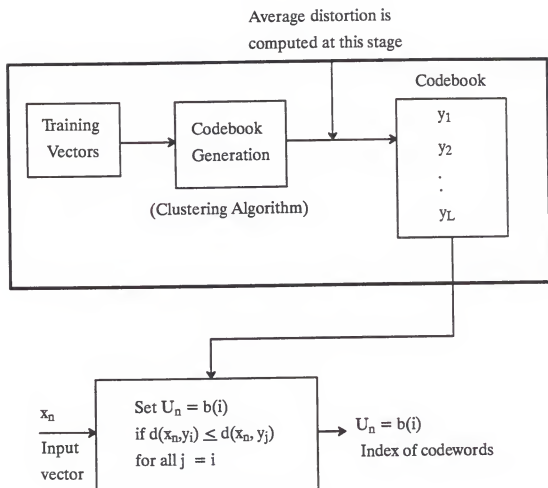 Average distortion is
computed at this stage
Codebook
Training
Vectors
Codebook
Generation
(Clustering Algorithm)
y1
y2
.
.
yL
xn
Input
vector
Set Un = b(i)
if d(xn,yi) ≤ d(xn, yj)
for all j = i
Un = b(i)
Index of codewords